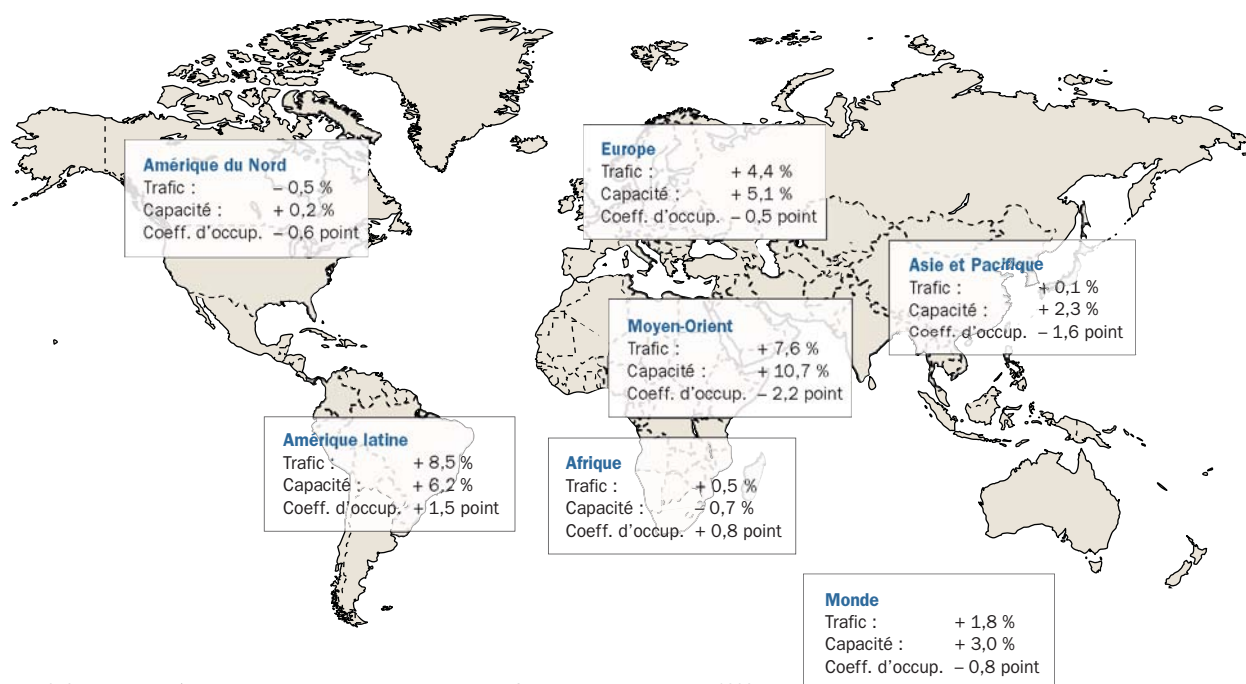 Amérique du Nord
Trafic : – 0,5 %
Capacité : + 0,2 %
Coeff. d'occup. – 0,6 point
Europe
Trafic : + 4,4 %
Capacité : + 5,1 %
Coeff. d'occup. – 0,5 point
Asie et Pacifique
Trafic : + 0,1 %
Capacité : + 2,3 %
Coeff. d'occup. – 1,6 point
Moyen-Orient
Trafic : + 7,6 %
Capacité : + 10,7 %
Coeff. d'occup. – 2,2 point
Amérique latine
Trafic : + 8,5 %
Capacité : + 6,2 %
Coeff. d'occup. + 1,5 point
Afrique
Trafic : + 0,5 %
Capacité : – 0,7 %
Coeff. d'occup. + 0,8 point
Monde
Trafic : + 1,8 %
Capacité : + 3,0 %
Coeff. d'occup. – 0,8 point